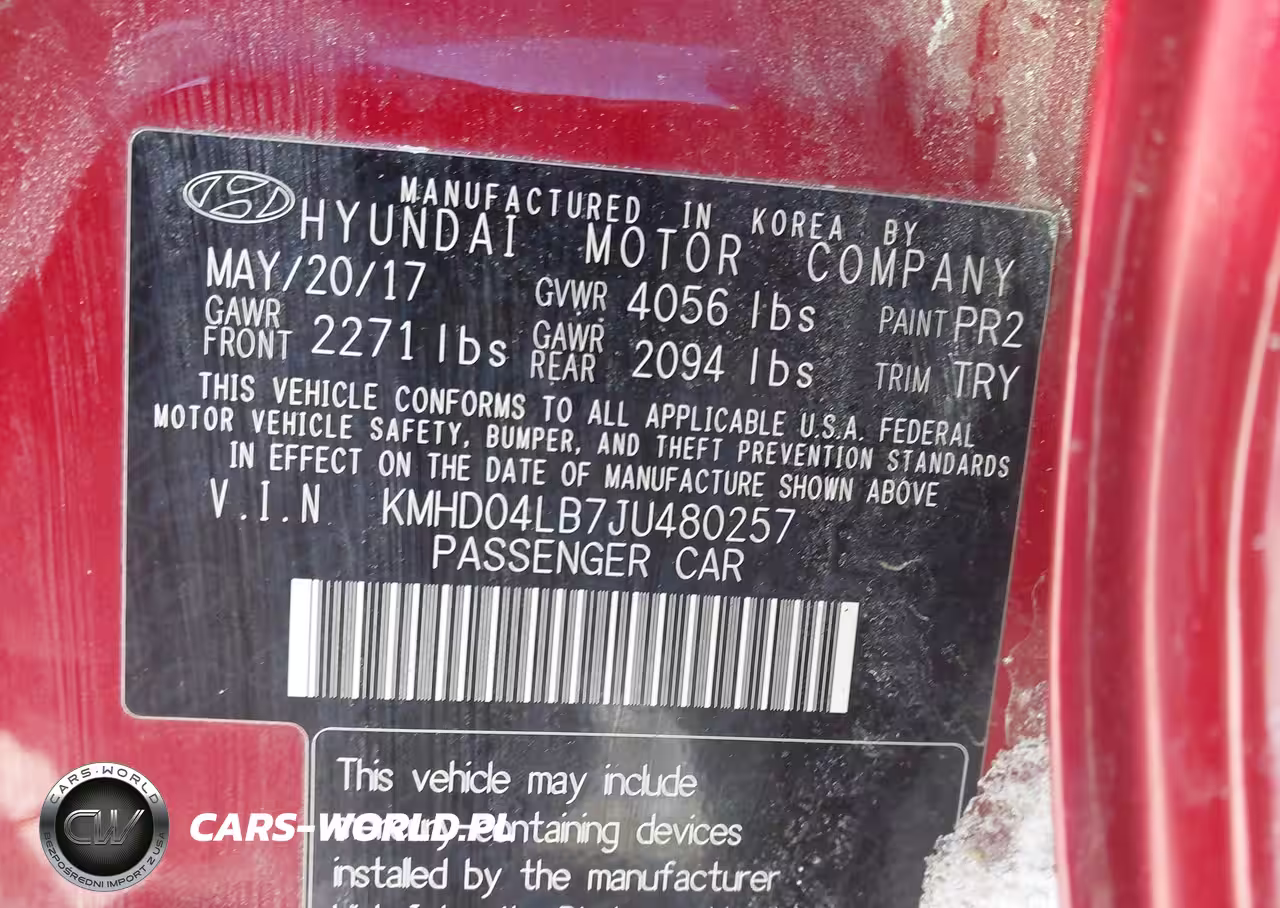 MANUFACTURED IN KOREA BY
HYUNDAI MOTOR COMPANY
MAY/20/17 GVWR 4056 lbs PAINT PR2
GAWR FRONT 2271 lbs GAWR REAR 2094 lbs TRIM TRY
THIS VEHICLE CONFORMS TO ALL APPLICABLE U.S.A. FEDERAL
MOTOR VEHICLE SAFETY, BUMPER, AND THEFT PREVENTION STANDARDS
IN EFFECT ON THE DATE OF MANUFACTURE SHOWN ABOVE
V.I.N KMHD04LB7JU480257
PASSENGER CAR
This vehicle may include
containing devices
installed by the manufacturer :
CARS-WORLD.PL
CARS-WORLD
CW
BEZPOŚREDNI IMPORT Z USA